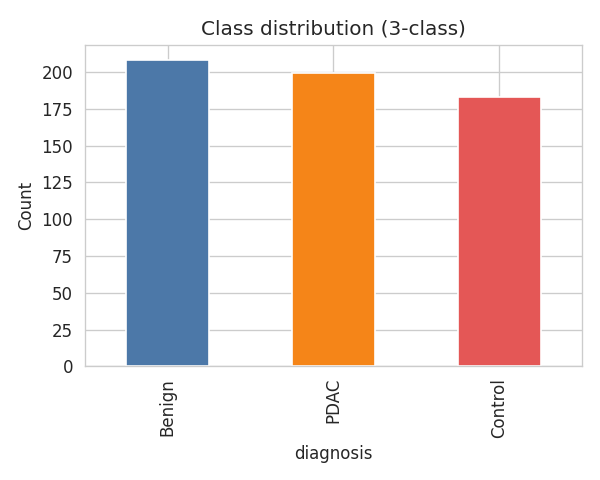 Class distribution (3-class)
Count
200
175
150
125
100
75
50
25
0
Benign
PDAC
Control
diagnosis